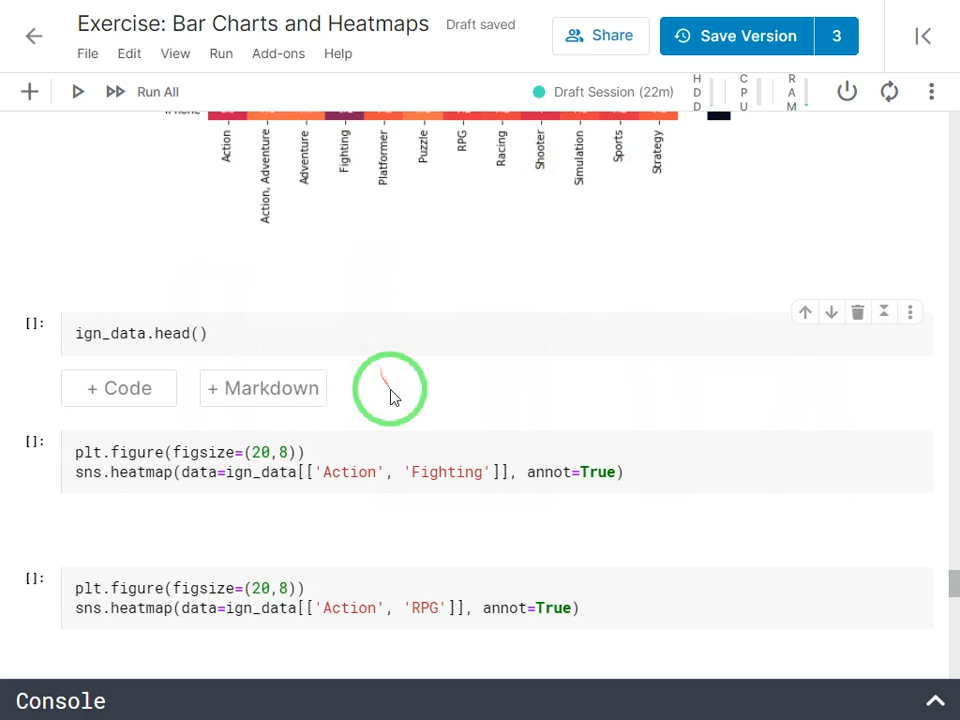 Exercise: Bar Charts and Heatmaps
Draft saved
Share
Save Version
3
File
Edit
View
Run
Add-ons
Help
Run All
Draft Session (22m)
HDD
CPU
RAM
Action
Action, Adventure
Adventure
Fighting
Platformer
Puzzle
RPG
Racing
Shooter
Simulation
Sports
Strategy
[]:
ign_data.head()
+ Code
+ Markdown
[]:
plt.figure(figsize=(20,8))
sns.heatmap(data=ign_data[['Action', 'Fighting']], annot=True)
[]:
plt.figure(figsize=(20,8))
sns.heatmap(data=ign_data[['Action', 'RPG']], annot=True)
Console